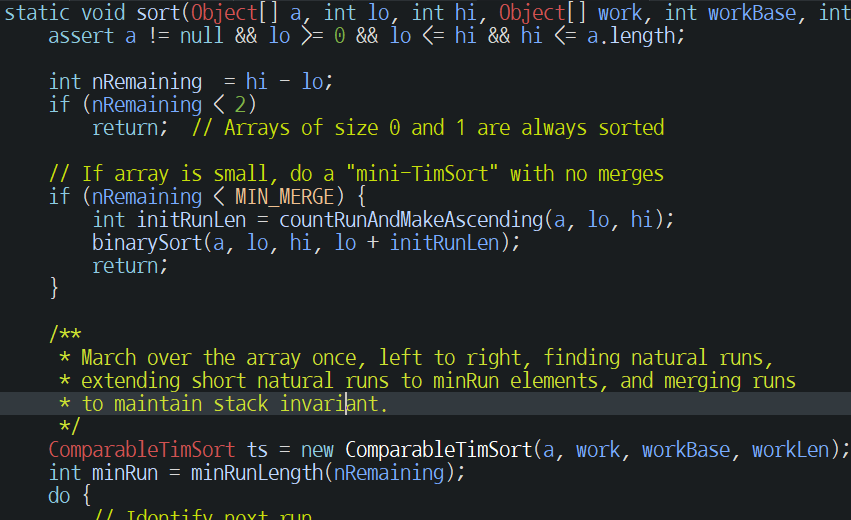 static void sort(Object[] a, int lo, int hi, Object[] work, int workBase, int
assert a != null && lo >= 0 && lo <= hi && hi <= a.length;
int nRemaining  = hi - lo;
if (nRemaining < 2)
return;  // Arrays of size 0 and 1 are always sorted
// If array is small, do a "mini-TimSort" with no merges
if (nRemaining < MIN_MERGE) {
int initRunLen = countRunAndMakeAscending(a, lo, hi);
binarySort(a, lo, hi, lo + initRunLen);
return;
}
/**
* March over the array once, left to right, finding natural runs,
* extending short natural runs to minRun elements, and merging runs
* to maintain stack invariant.
*/
ComparableTimSort ts = new ComparableTimSort(a, work, workBase, workLen);
int minRun = minRunLength(nRemaining);
do {
// Identify next run